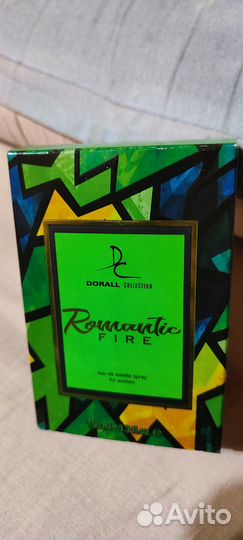 DC
DORALL COLLECTION
Romantic
FIRE
eau de toilette spray
for women
Avito